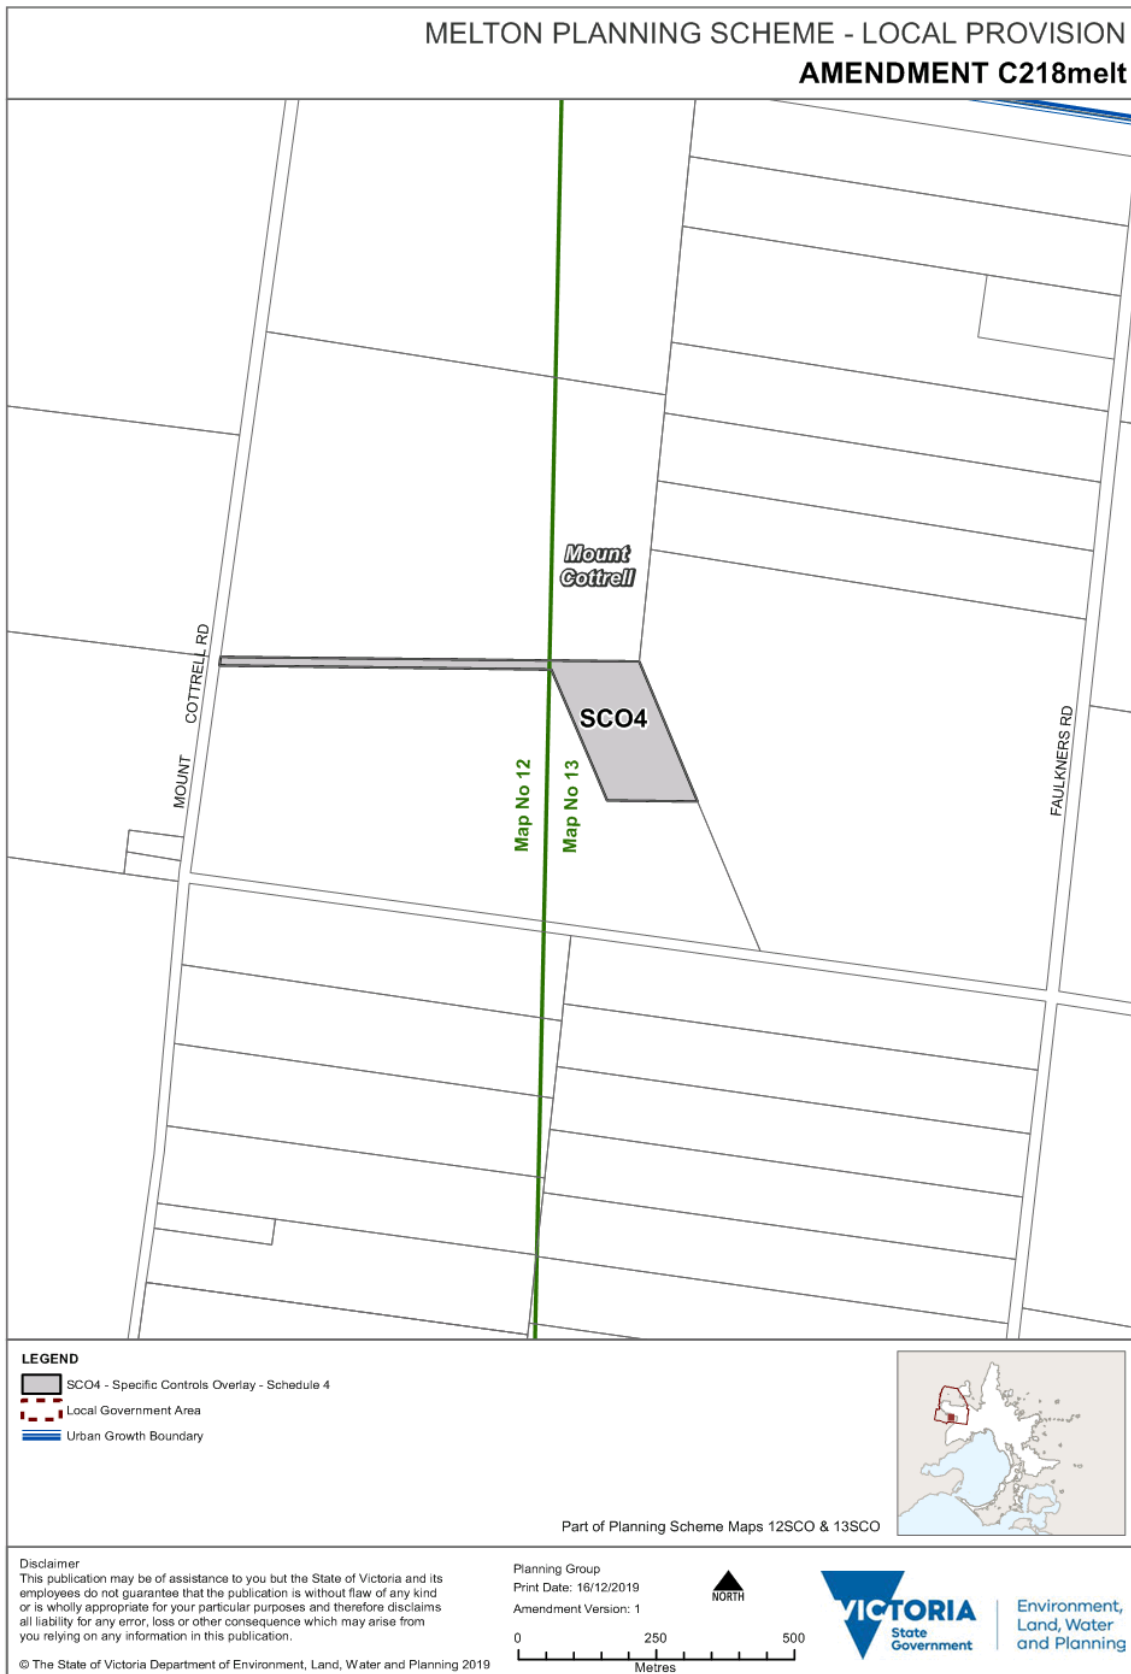 MELTON PLANNING SCHEME - LOCAL PROVISION
AMENDMENT C218melt
Mount
Cottrell
MOUNT COTTRELL RD
SCO4
FAULKNERS RD
Map No 12
Map No 13
LEGEND
SCO4 - Specific Controls Overlay - Schedule 4
Local Government Area
Urban Growth Boundary
Part of Planning Scheme Maps 12SCO & 13SCO
Disclaimer
This publication may be of assistance to you but the State of Victoria and its
employees do not guarantee that the publication is without flaw of any kind
or is wholly appropriate for your particular purposes and therefore disclaims
all liability for any error, loss or other consequence which may arise from
you relying on any information in this publication.
© The State of Victoria Department of Environment, Land, Water and Planning 2019
Planning Group
Print Date: 16/12/2019
Amendment Version: 1
NORTH
0 250 500
Metres
VICTORIA
State
Government
Environment,
Land, Water
and Planning